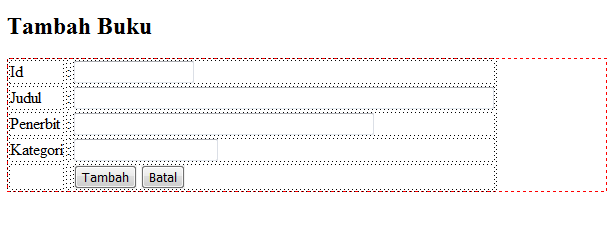 Tambah Buku
Id :
Judul :
Penerbit :
Kategori :
Tambah Batal